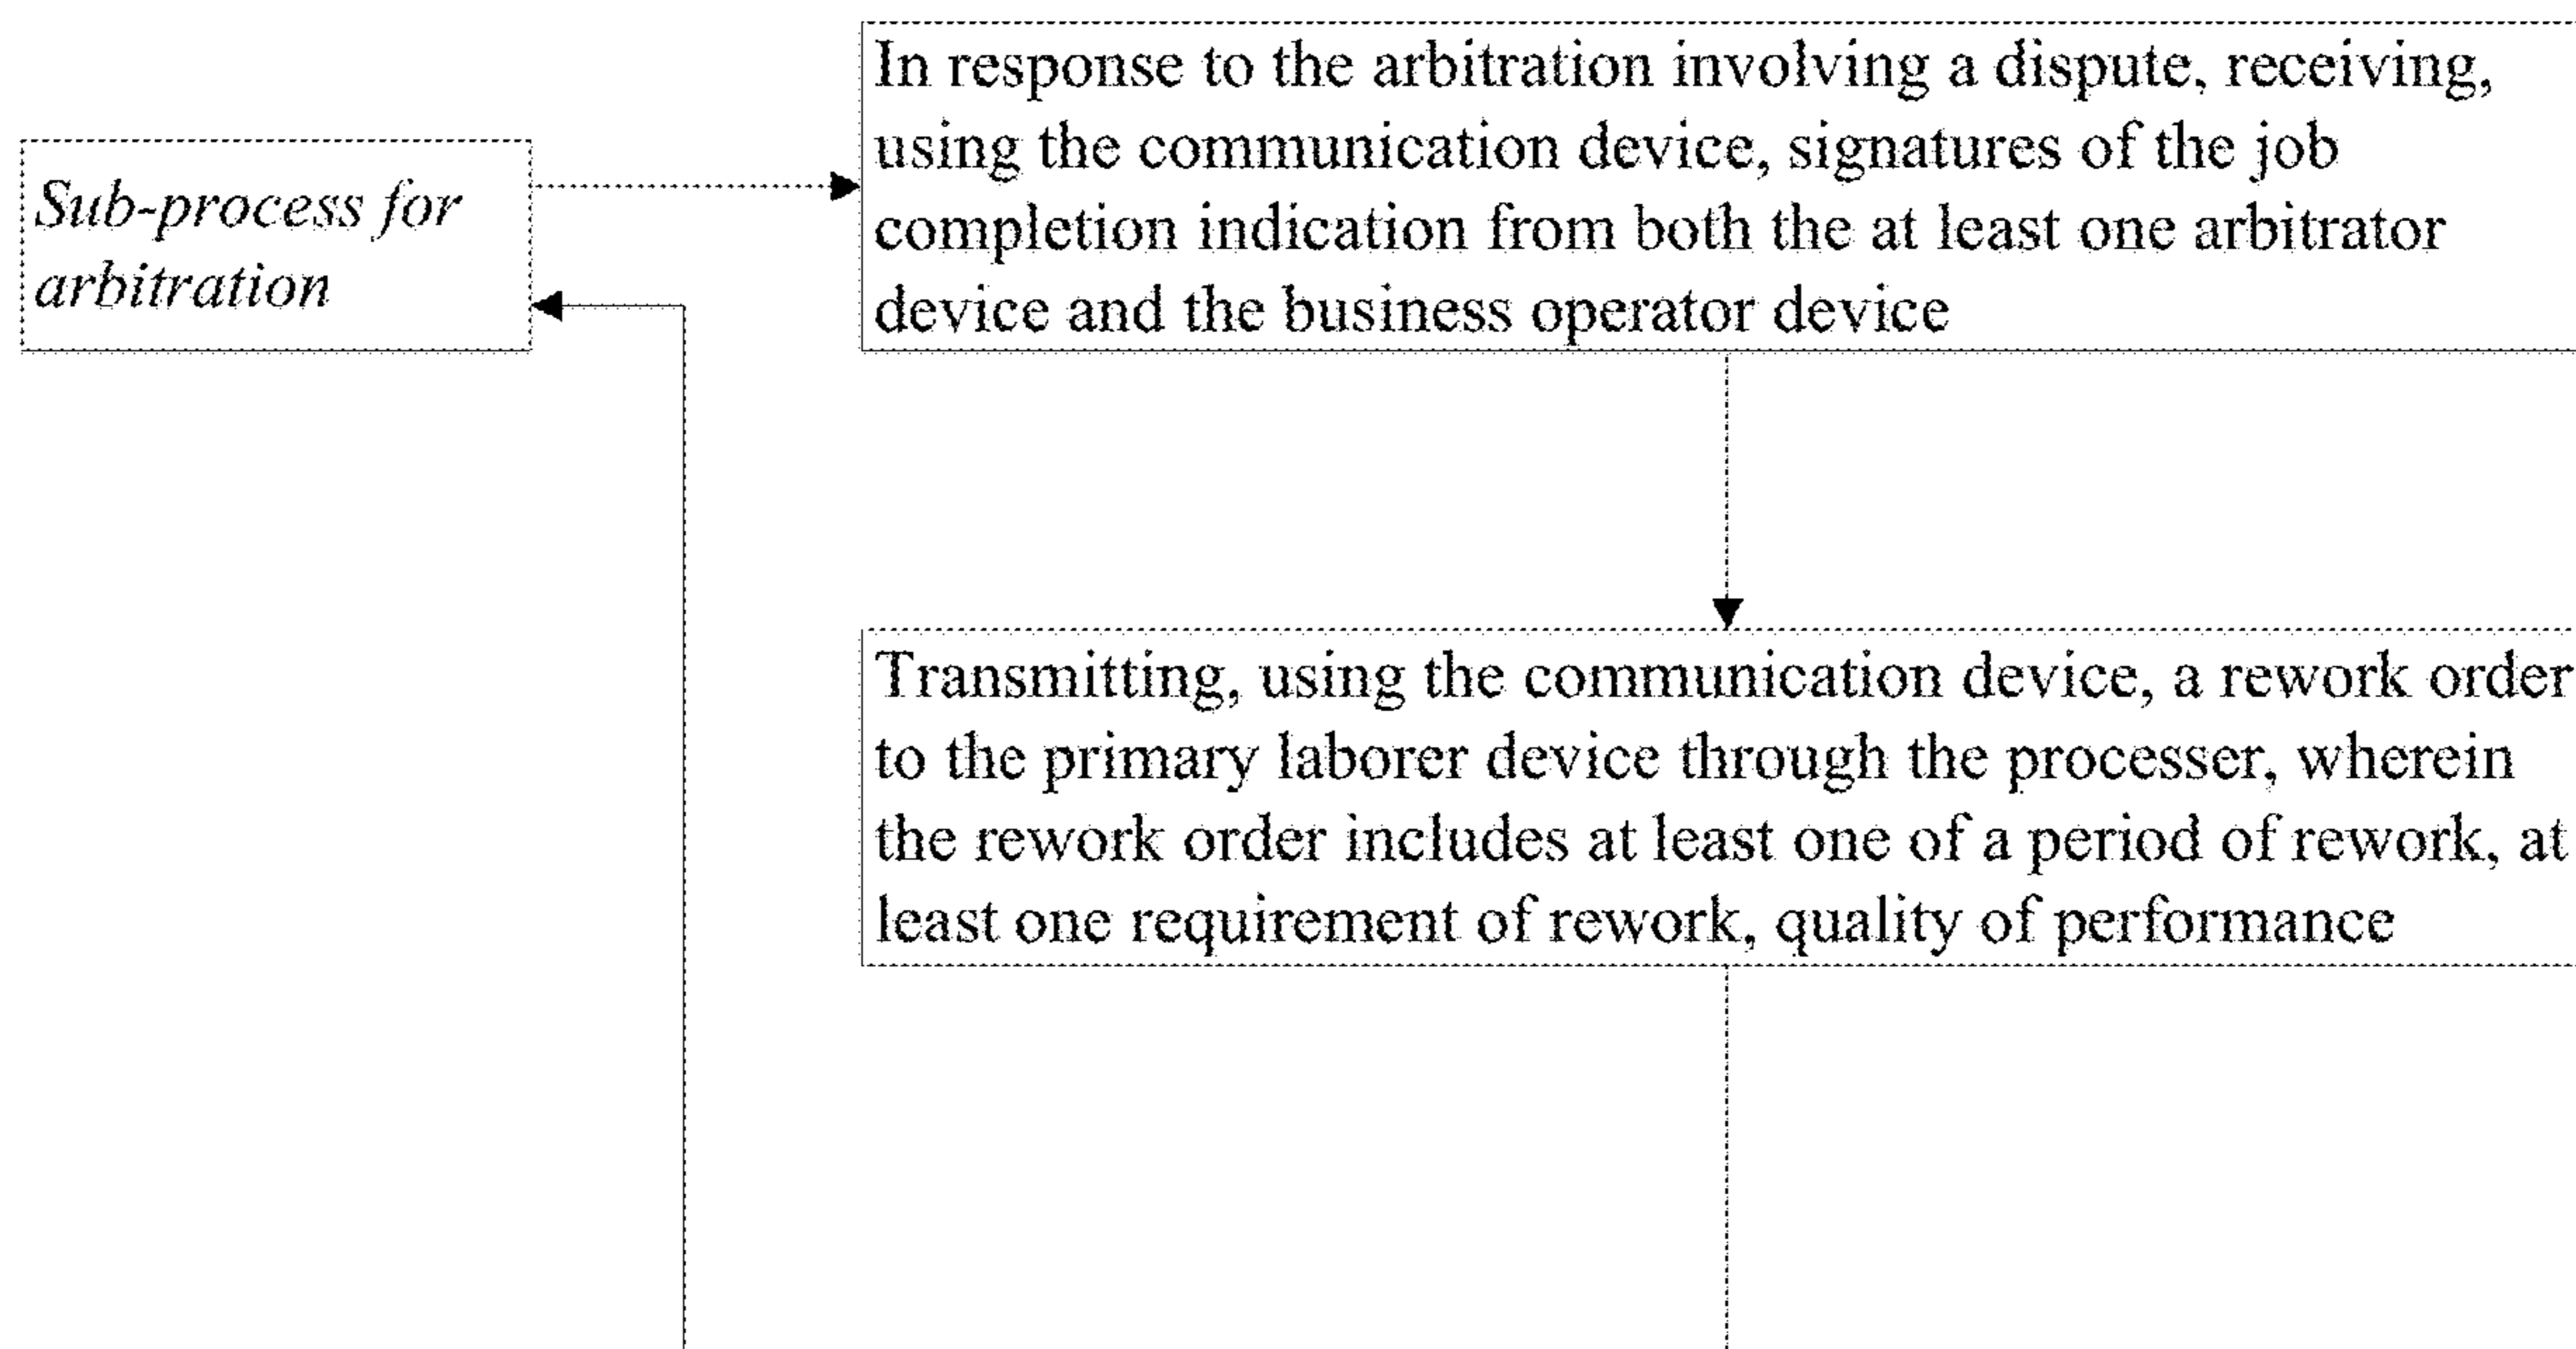 Sub-process for
arbitration
In response to the arbitration involving a dispute, receiving,
using the communication device, signatures of the job
completion indication from both the at least one arbitrator
device and the business operator device
Transmitting, using the communication device, a rework order
to the primary laborer device through the processer, wherein
the rework order includes at least one of a period of rework, at
least one requirement of rework, quality of performance